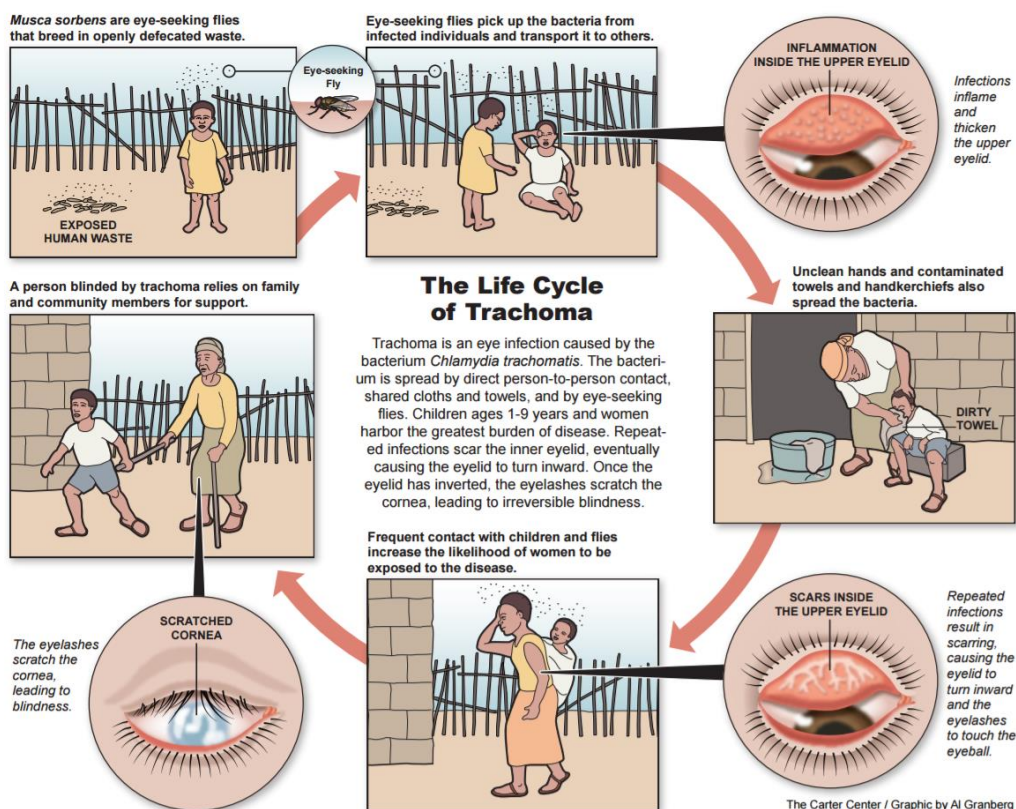 Musca sorbens are eye-seeking flies
that breed in openly defecated waste.
Eye-seeking
Fly
EXPOSED
HUMAN WASTE
Eye-seeking flies pick up the bacteria from
infected individuals and transport it to others.
INFLAMMATION
INSIDE THE UPPER EYELID
Infections
inflame
and
thicken
the upper
eyelid.
Unclean hands and contaminated
towels and handkerchiefs also
spread the bacteria.
DIRTY
TOWEL
The Life Cycle
of Trachoma
Trachoma is an eye infection caused by the
bacterium Chlamydia trachomatis. The bacteri-
um is spread by direct person-to-person contact,
shared cloths and towels, and by eye-seeking
flies. Children ages 1-9 years and women
harbor the greatest burden of disease. Repeat-
ed infections scar the inner eyelid, eventually
causing the eyelid to turn inward. Once the
eyelid has inverted, the eyelashes scratch the
cornea, leading to irreversible blindness.
Frequent contact with children and flies
increase the likelihood of women to be
exposed to the disease.
SCARS INSIDE
THE UPPER EYELID
Repeated
infections
result in
scarring,
causing the
eyelid to
turn inward
and the
eyelashes
to touch the
eyeball.
A person blinded by trachoma relies on family
and community members for support.
SCRATCHED
CORNEA
The eyelashes
scratch the
cornea,
leading to
blindness.
The Carter Center / Graphic by Al Granberg